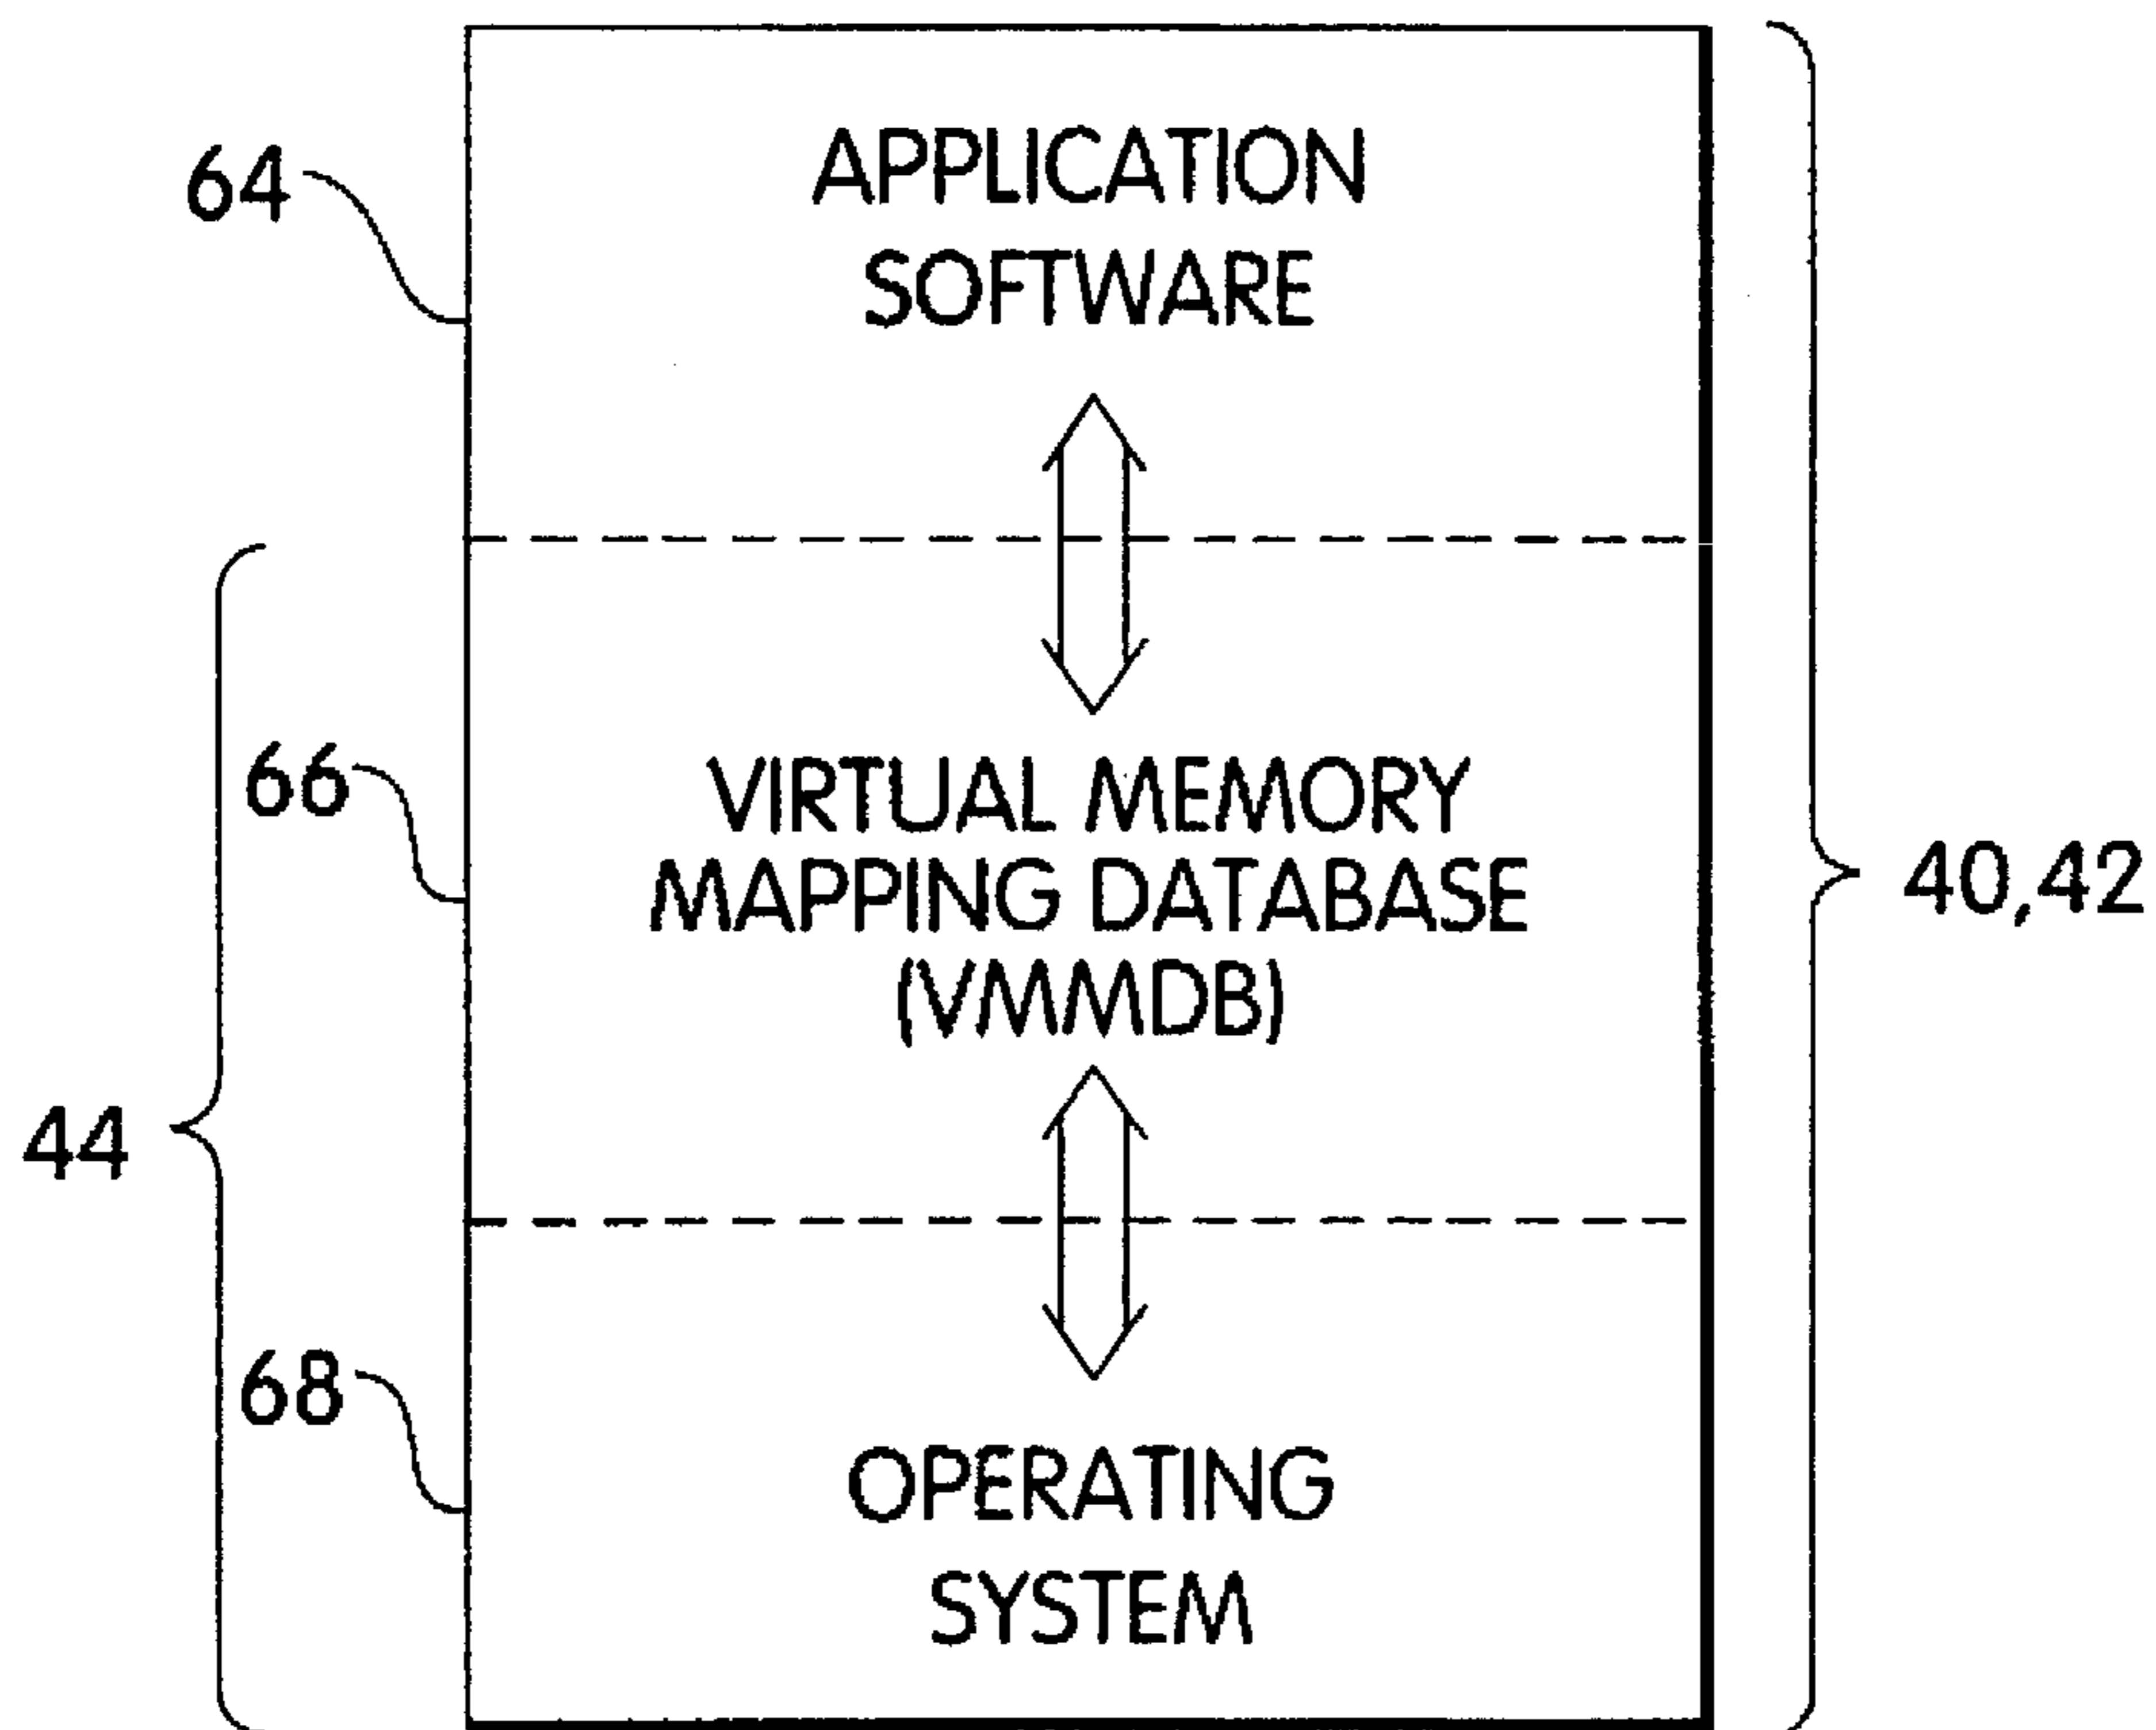 APPLICATION
SOFTWARE
64
VIRTUAL MEMORY
MAPPING DATABASE
(VMMDB)
66
40,42
44
68
OPERATING
SYSTEM